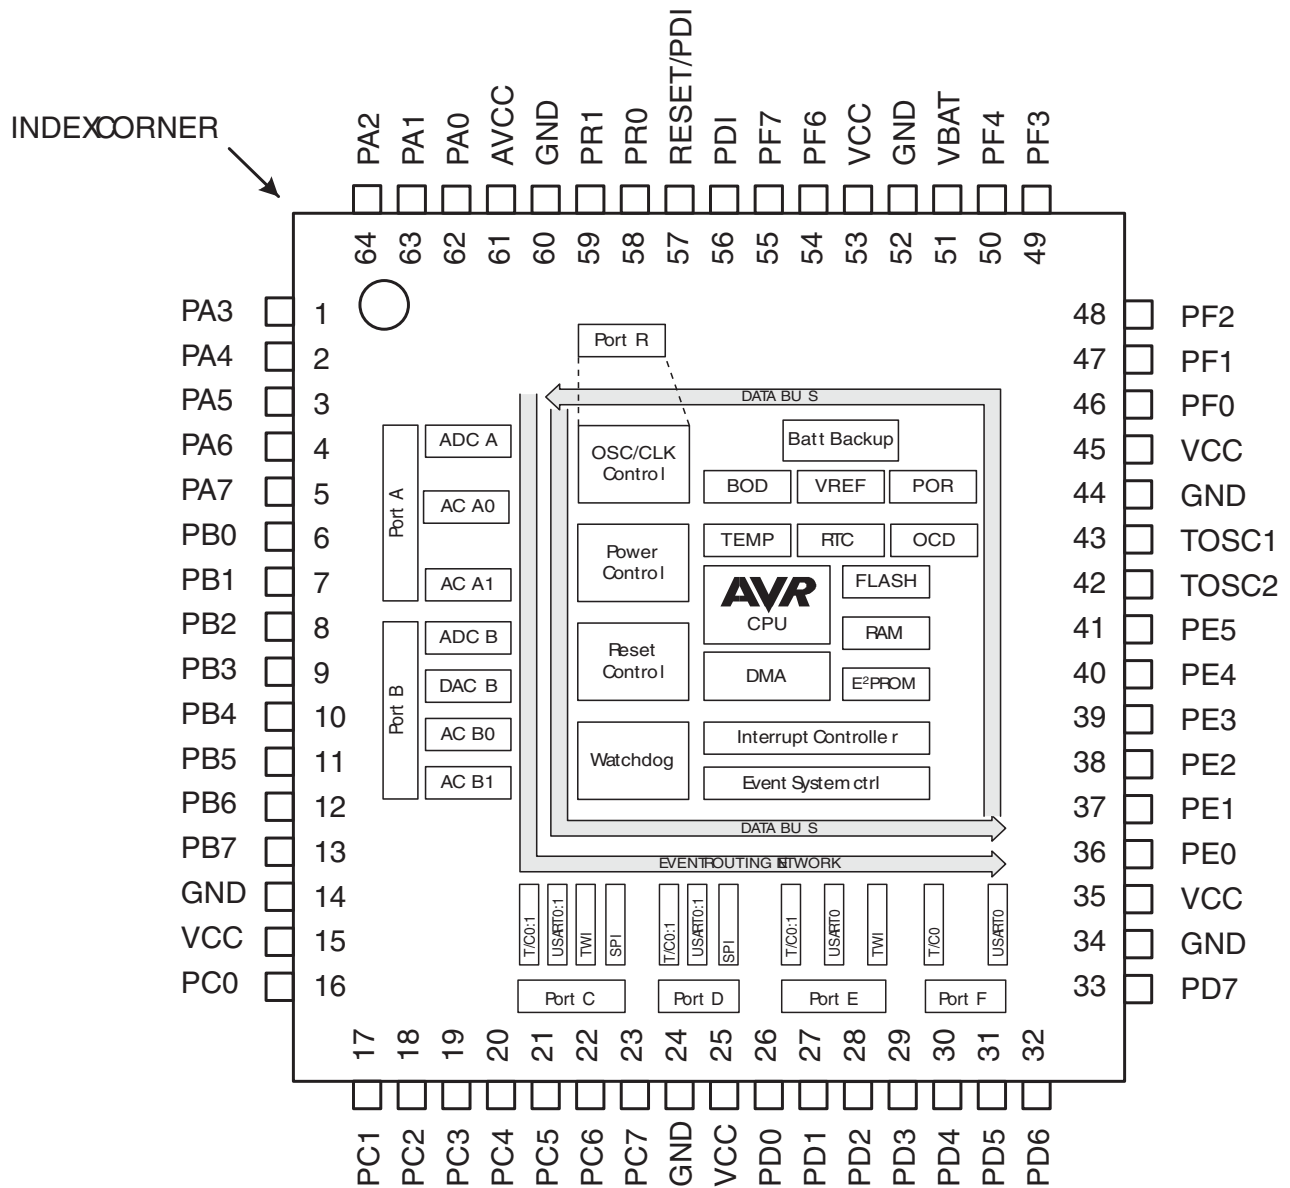 INDEXCORNER
PA2
PA1
PA0
AVCC
GND
PR1
PR0
RESET/PDI
PDI
PF7
PF6
VCC
GND
VBAT
PF4
PF3
64
63
62
61
60
59
58
57
56
55
54
53
52
51
50
49
PA3 1
PA4 2
PA5 3
PA6 4
PA7 5
PB0 6
PB1 7
PB2 8
PB3 9
PB4 10
PB5 11
PB6 12
PB7 13
GND 14
VCC 15
PC0 16
48 PF2
47 PF1
46 PF0
45 VCC
44 GND
43 TOSC1
42 TOSC2
41 PE5
40 PE4
39 PE3
38 PE2
37 PE1
36 PE0
35 VCC
34 GND
33 PD7
Port R
DATA BU S
Port A
ADC A
AC A0
AC A1
Port B
ADC B
DAC B
AC B0
AC B1
OSC/CLK
Control
Power
Control
Reset
Control
Watchdog
Batt Backup
BOD
VREF
POR
TEMP
RTC
OCD
AVR
CPU
FLASH
RAM
DMA
E²PROM
Interrupt Controlle r
Event System ctrl
DATA BU S
EVENT ROUTING NETWORK
T/C0:1
USART0:1
TWI
SPI
T/C0:1
USART0:1
SPI
T/C0:1
USART0
TWI
T/C0
USART0
Port C
Port D
Port E
Port F
17
18
19
20
21
22
23
24
25
26
27
28
29
30
31
32
PC1
PC2
PC3
PC4
PC5
PC6
PC7
GND
VCC
PD0
PD1
PD2
PD3
PD4
PD5
PD6